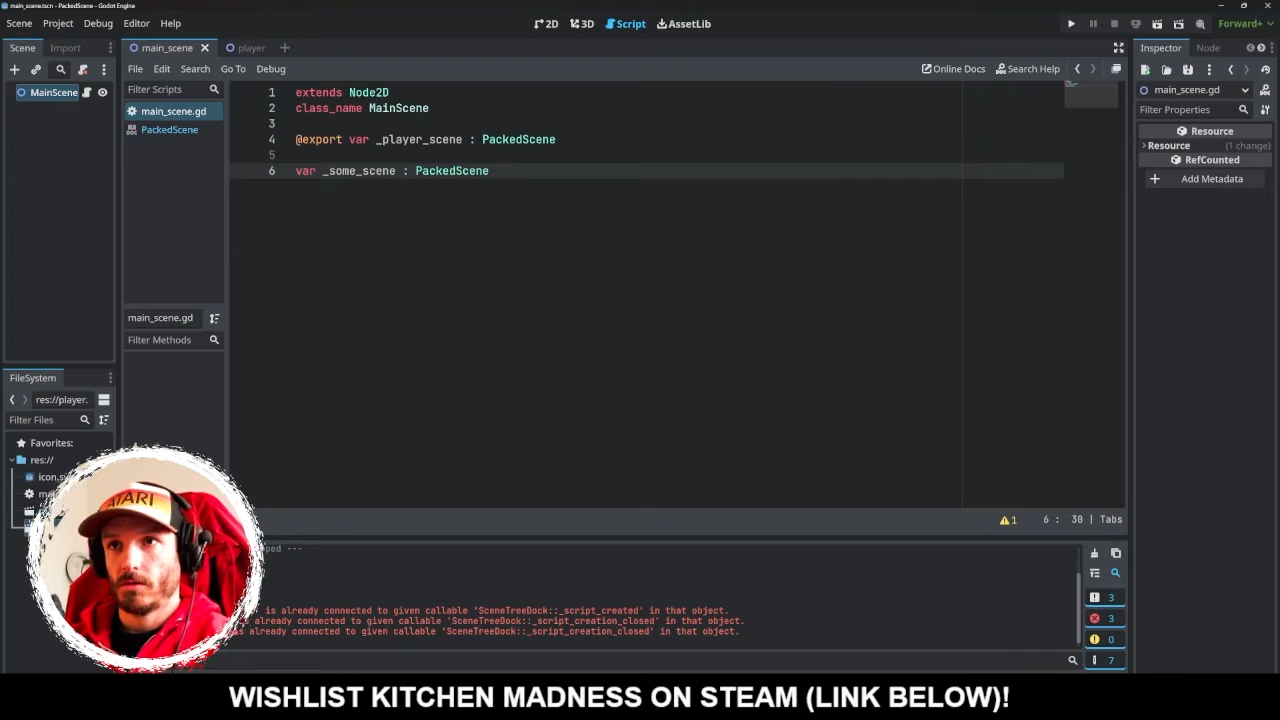 main_scene.tscn - PackedScene - Godot Engine
Scene Project Debug Editor Help
2D 3D Script AssetLib
Forward+
Scene Import
main_scene player
Inspector Node
File Edit Search Go To Debug
Online Docs Search Help
MainScene
Filter Scripts
main_scene.gd
PackedScene
1 extends Node2D
2 class_name MainScene
3
4 @export var _player_scene : PackedScene
5
6 var _some_scene : PackedScene
main_scene.gd
Filter Properties
Resource
Resource (1 change)
RefCounted
Add Metadata
main_scene.gd
Filter Methods
FileSystem
res://player.
Filter Files
Favorites:
res://
icon.
ATARI
1 6 : 30 | Tabs
ped ---
is already connected to given callable 'SceneTreeDock::_script_created' in that object.
s already connected to given callable 'SceneTreeDock::_script_creation_closed' in that object.
was already connected to given callable 'SceneTreeDock::_script_creation_closed' in that object.
3
3
0
7
WISHLIST KITCHEN MADNESS ON STEAM (LINK BELOW)!